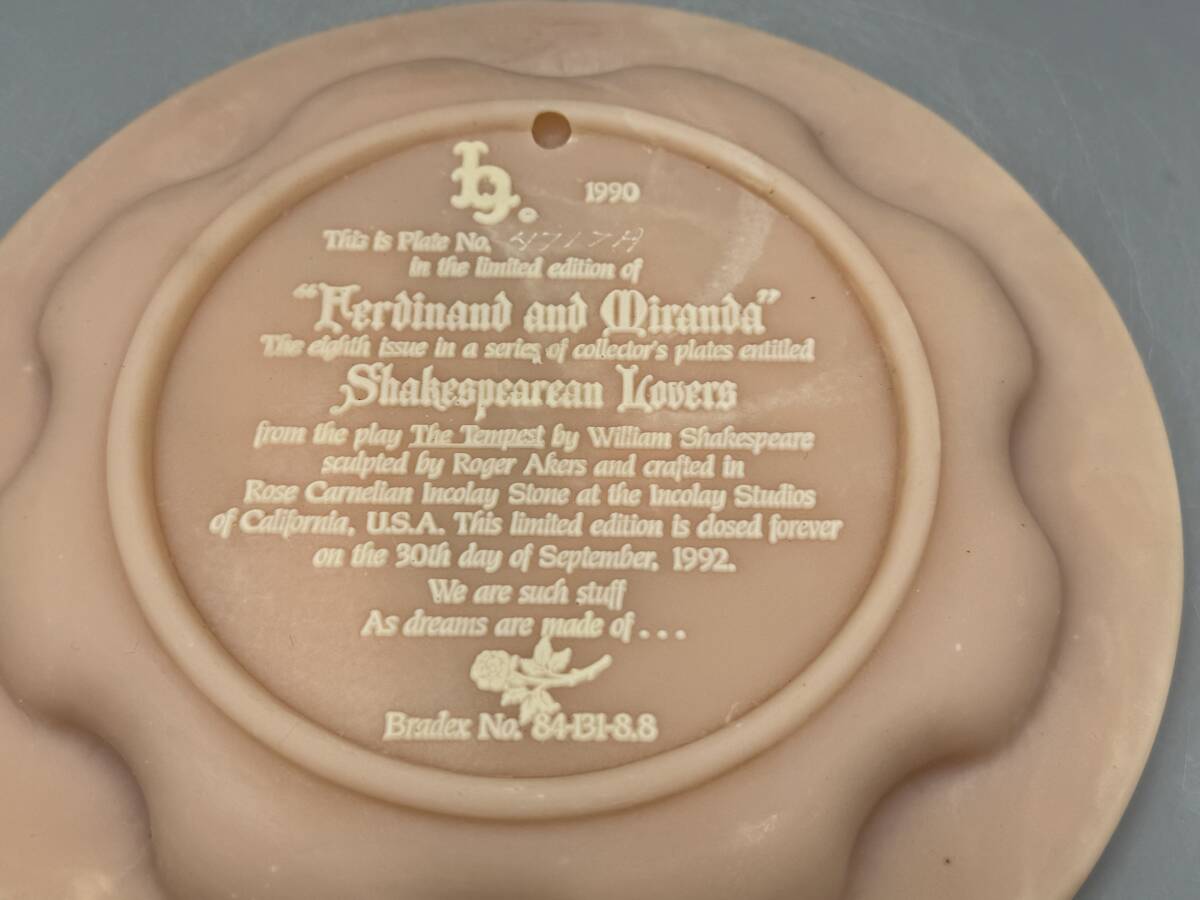 1990
This is Plate No. 4717A
in the limited edition of
"Ferdinand and Miranda"
The eighth issue in a series of collector's plates entitled
Shakespearean Lovers
from the play The Tempest by William Shakespeare
sculpted by Roger Akers and crafted in
Rose Carnelian Incolay Stone at the Incolay Studios
of California, U.S.A. This limited edition is closed forever
on the 30th day of September, 1992.
We are such stuff
As dreams are made of...
Bradex No. 84-I31-8.8